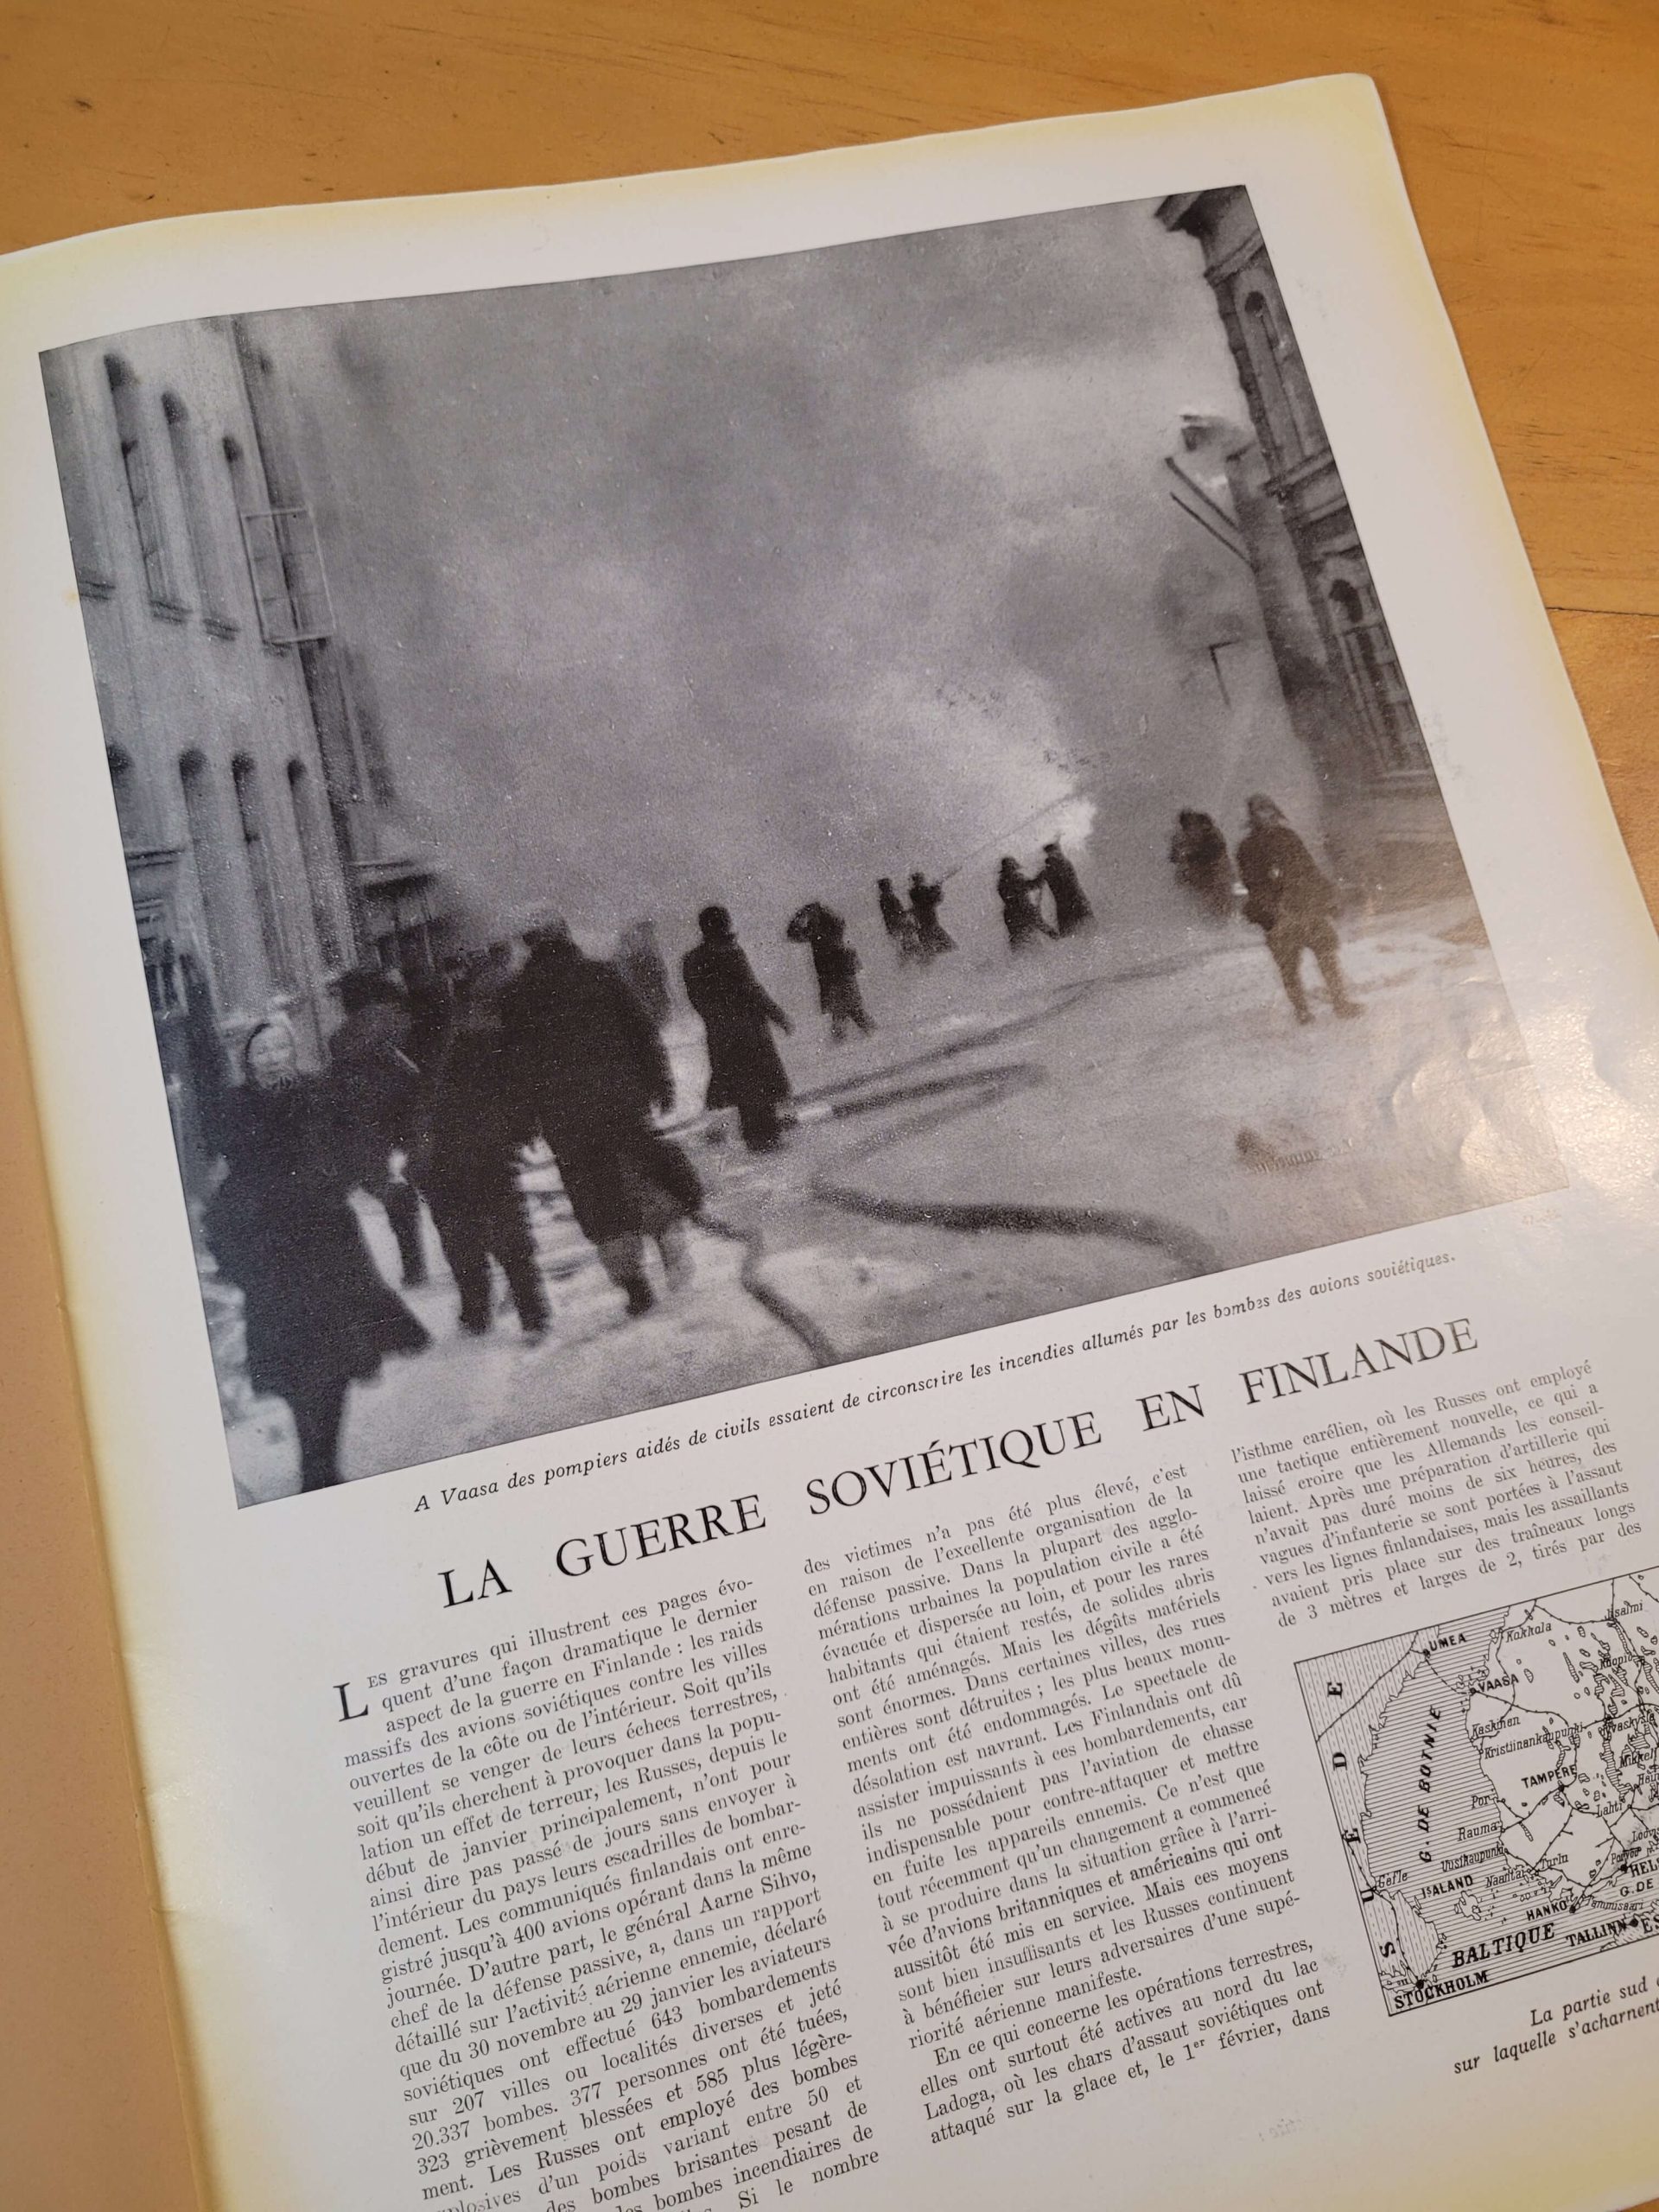 A Vaasa des pompiers aidés de civils essaient de circonscrire les incendies allumés par les bombes des avions soviétiques.
LA GUERRE SOVIÉTIQUE EN FINLANDE
LES gravures qui illustrent ces pages évo-
quent d'une façon dramatique le dernier
aspect de la guerre en Finlande : les raids
massifs des avions soviétiques contre les villes
ouvertes de la côte ou de l'intérieur. Soit qu'ils
veuillent se venger de leurs échecs terrestres,
soit qu'ils cherchent à provoquer dans la popu-
lation un effet de terreur, les Russes, depuis le
début de janvier principalement, n'ont pour
ainsi dire pas passé de jours sans envoyer à
l'intérieur du pays leurs escadrilles de bombar-
dement. Les communiqués finlandais ont enre-
gistré jusqu'à 400 avions opérant dans la même
journée. D'autre part, le général Aarne Sihvo,
chef de la défense passive, a, dans un rapport
détaillé sur l'activité aérienne ennemie, déclaré
que du 30 novembre au 29 janvier les aviateurs
soviétiques ont effectué 643 bombardements
sur 207 villes ou localités diverses et jeté
20.337 bombes. 377 personnes ont été tuées,
323 grièvement blessées et 585 plus légère-
ment. Les Russes ont employé des bombes
d'un poids variant entre 50 et
des bombes brisantes pesant de
bombes incendiaires de
Si le nombre
des victimes n'a pas été plus élevé, c'est
en raison de l'excellente organisation de la
défense passive. Dans la plupart des agglo-
mérations urbaines la population civile a été
évacuée et dispersée au loin, et pour les rares
habitants qui étaient restés, de solides abris
ont été aménagés. Mais les dégâts matériels
sont énormes. Dans certaines villes, des rues
entières sont détruites ; les plus beaux monu-
ments ont été endommagés. Le spectacle de
désolation est navrant. Les Finlandais ont dû
assister impuissants à ces bombardements, car
ils ne possédaient pas l'aviation de chasse
indispensable pour contre-attaquer et mettre
en fuite les appareils ennemis. Ce n'est que
tout récemment qu'un changement a commencé
à se produire dans la situation grâce à l'arri-
vée d'avions britanniques et américains qui ont
aussitôt été mis en service. Mais ces moyens
sont bien insuffisants et les Russes continuent
à bénéficier sur leurs adversaires d'une supé-
riorité aérienne manifeste.
En ce qui concerne les opérations terrestres,
elles ont surtout été actives au nord du lac
Ladoga, où les chars d'assaut soviétiques ont
attaqué sur la glace et, le 1er février, dans
l'isthme carélien, où les Russes ont employé
une tactique entièrement nouvelle, ce qui a
laissé croire que les Allemands les conseil-
laient. Après une préparation d'artillerie qui
n'avait pas duré moins de six heures, des
vagues d'infanterie se sont portées à l'assaut
vers les lignes finlandaises, mais les assaillants
avaient pris place sur des traîneaux longs
de 3 mètres et larges de 2, tirés par des
UMEA
Kokkola
VAASA
Kaskinen
Kristiinankaupunki
TAMPERE
Pori
Lahti
Rauma
Uusikaupunki
Turku
Naantali
Gefle
Is ALAND
HANKO
Tammisaari
G. DE
G. DE BOTNIE
SUÈDE
BALTIQUE
TALLINN
STOCKHOLM
La partie sud
sur laquelle s'acharnent